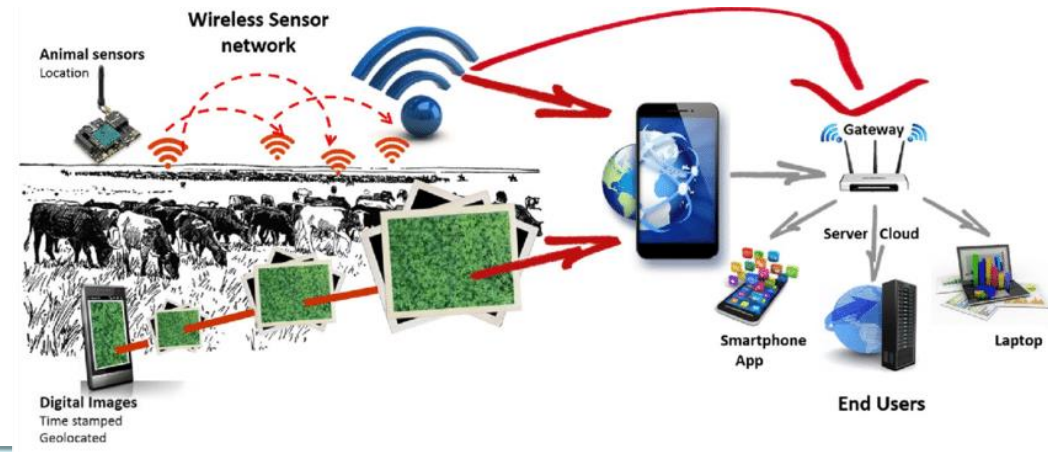 Wireless Sensor
network
Animal sensors
Location
Gateway
Server Cloud
Smartphone
App
Laptop
End Users
Digital Images
Time stamped
Geolocated